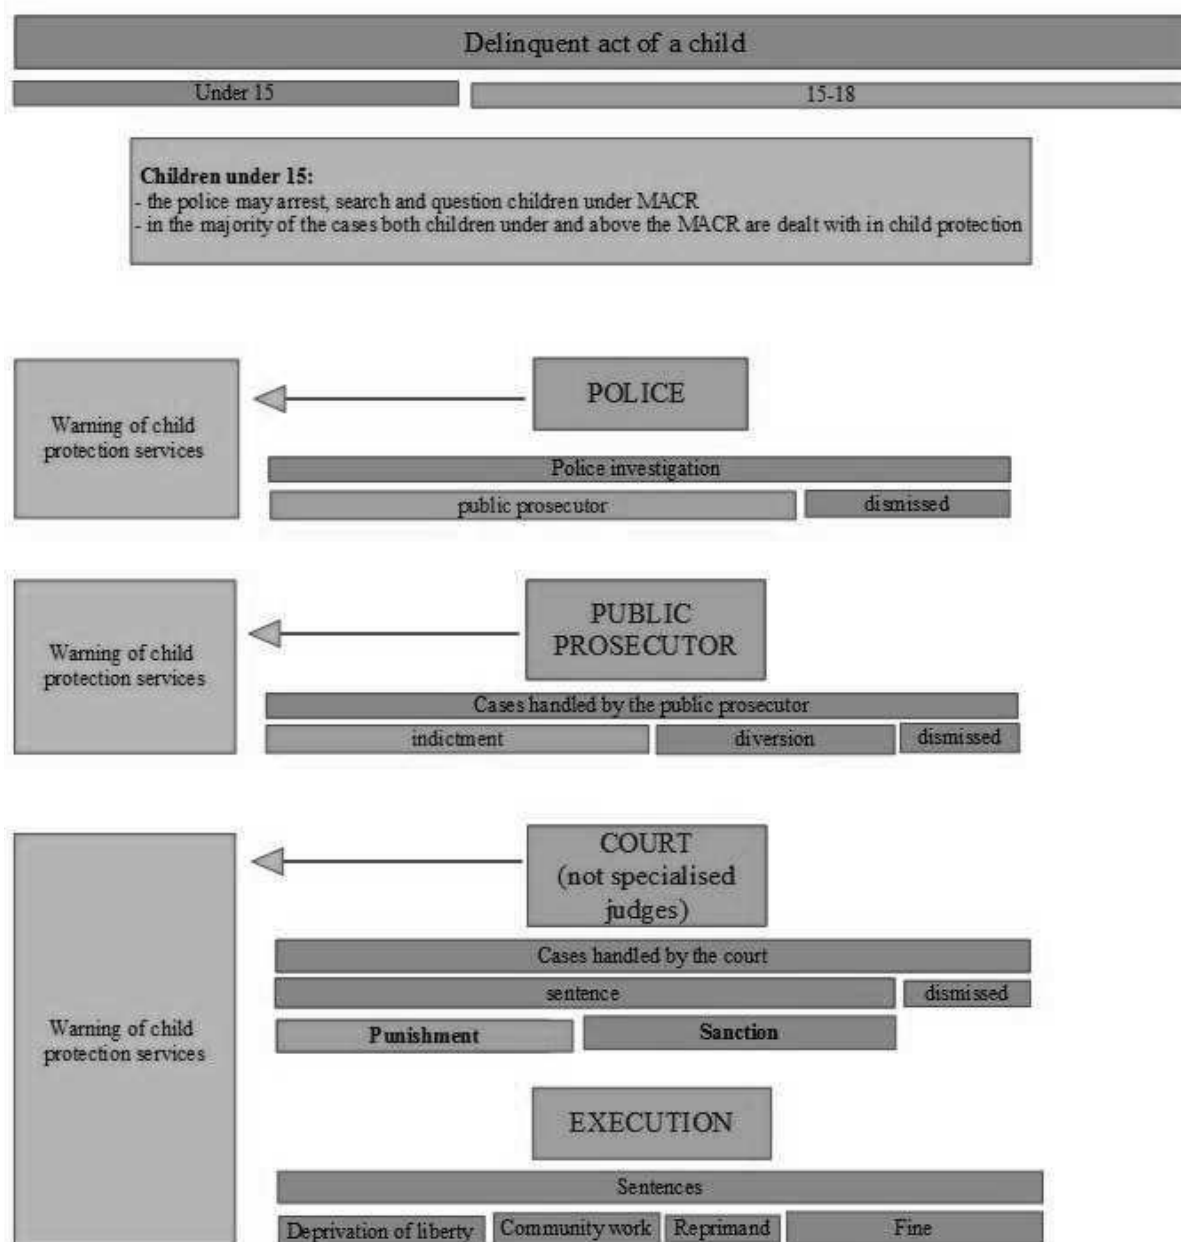 Delinquent act of a child
Under 15
15-18
Children under 15:
- the police may arrest, search and question children under MACR
- in the majority of the cases both children under and above the MACR are dealt with in child protection
Warning of child
protection services
POLICE
Police investigation
public prosecutor
dismissed
Warning of child
protection services
PUBLIC
PROSECUTOR
Cases handled by the public prosecutor
indictment
diversion
dismissed
Warning of child
protection services
COURT
(not specialised
judges)
Cases handled by the court
sentence
dismissed
Punishment
Sanction
EXECUTION
Sentences
Deprivation of liberty
Community work
Reprimand
Fine